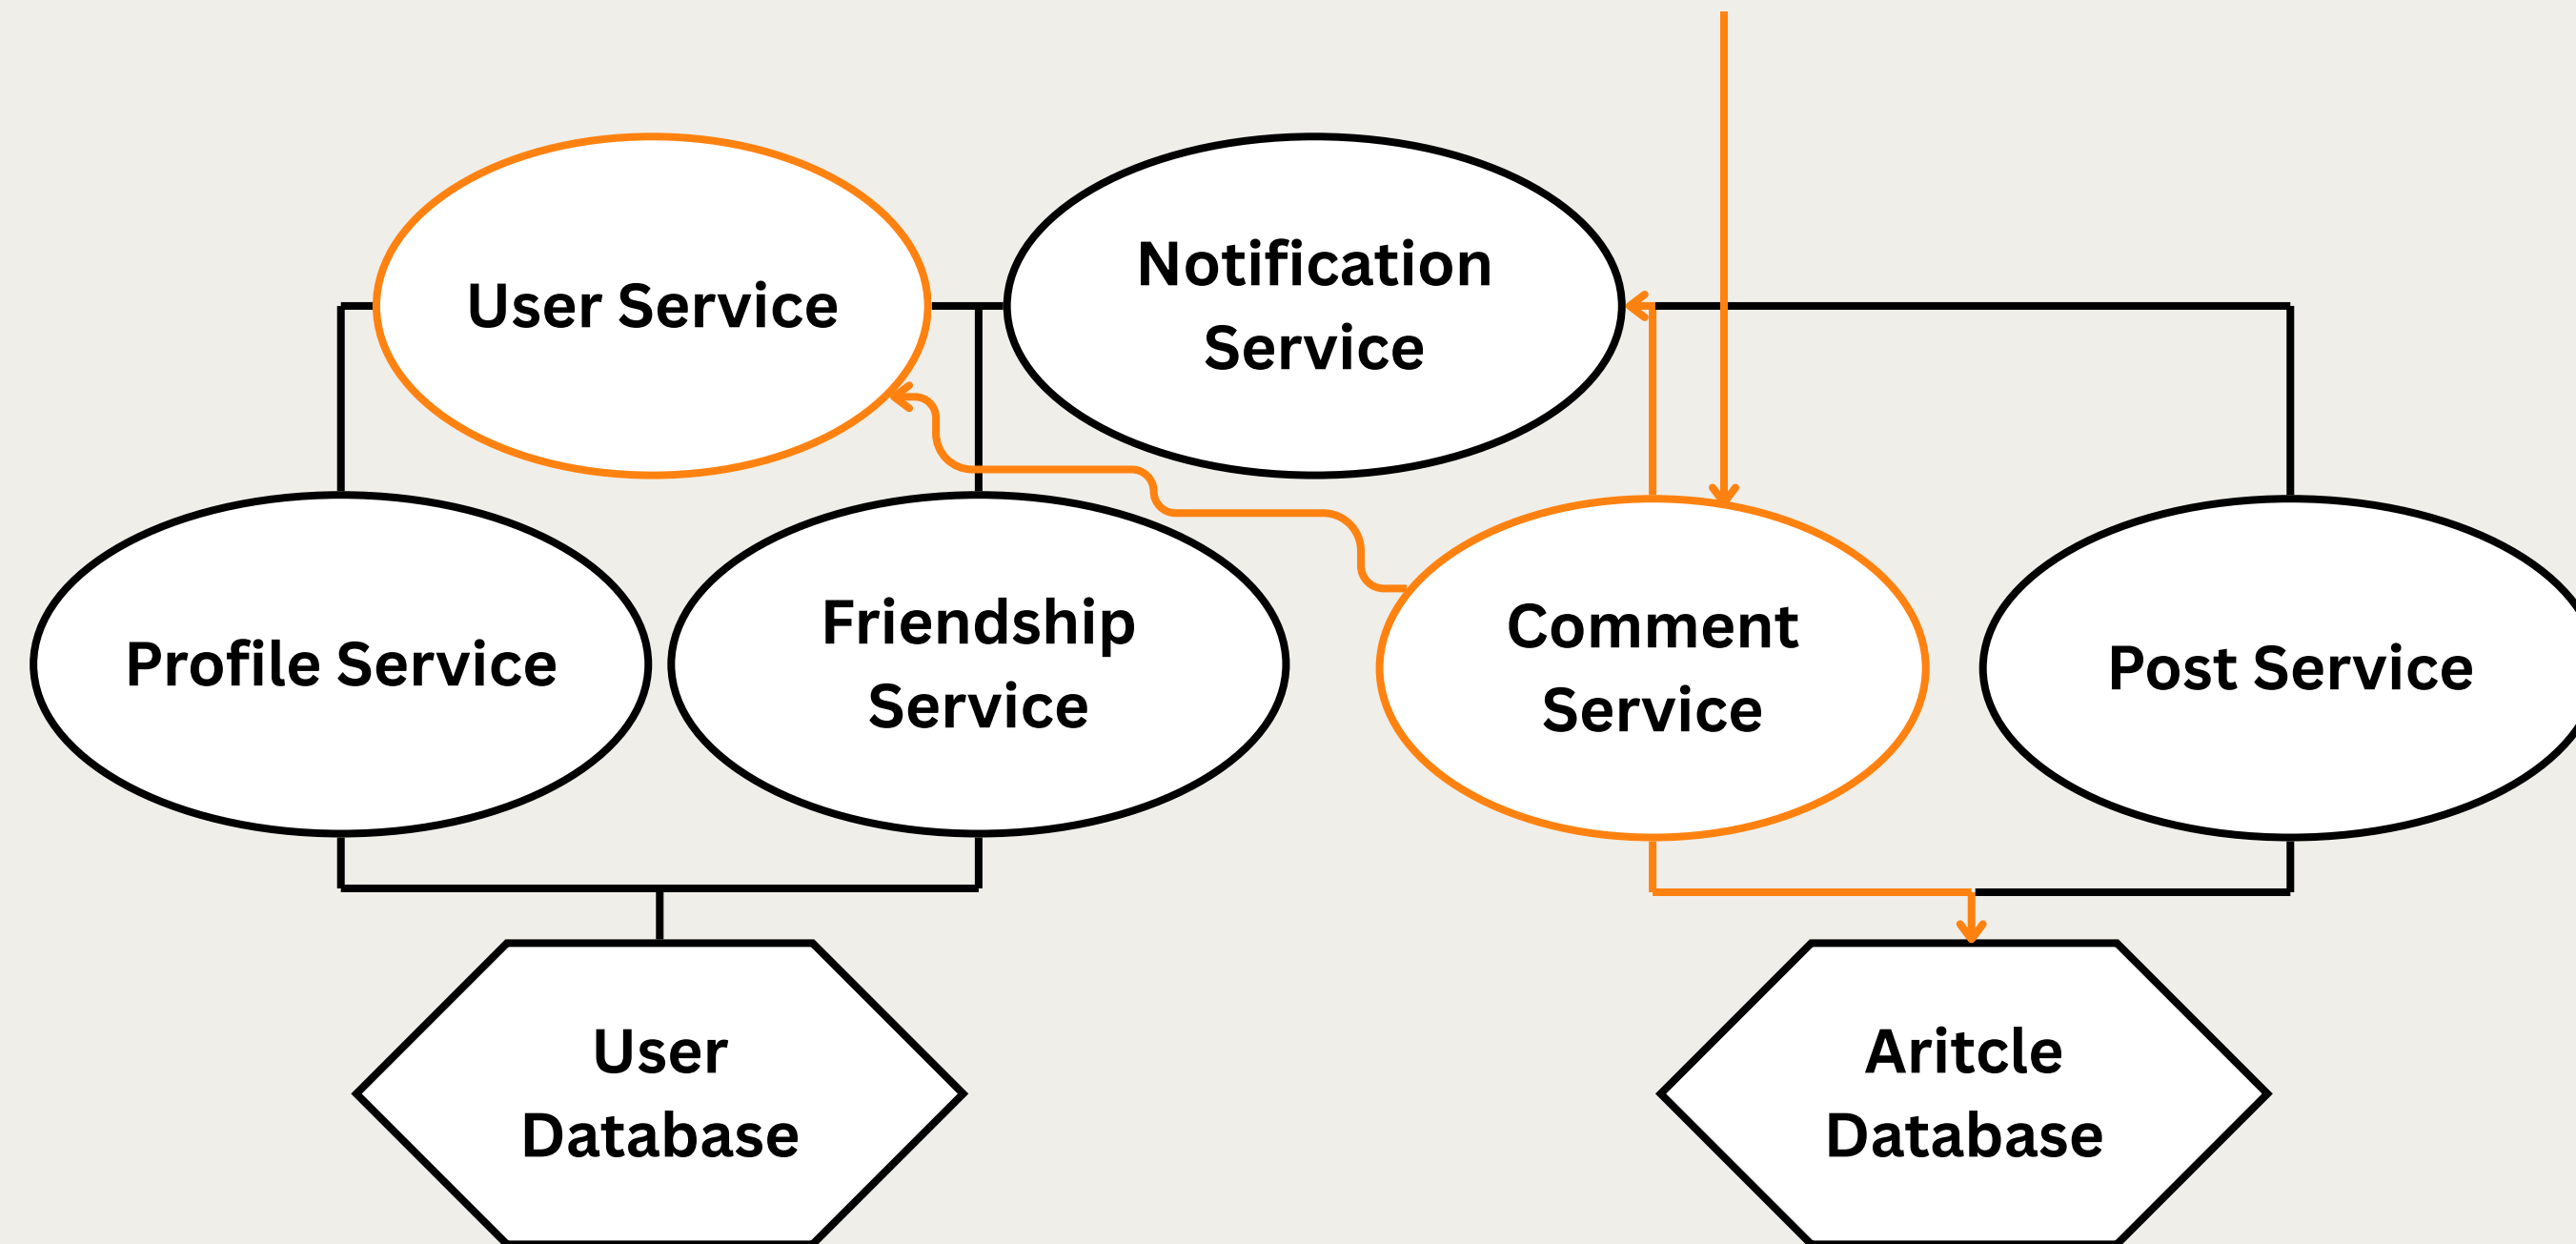 User Service
Notification
Service
Profile Service
Friendship
Service
Comment
Service
Post Service
User
Database
Aritcle
Database